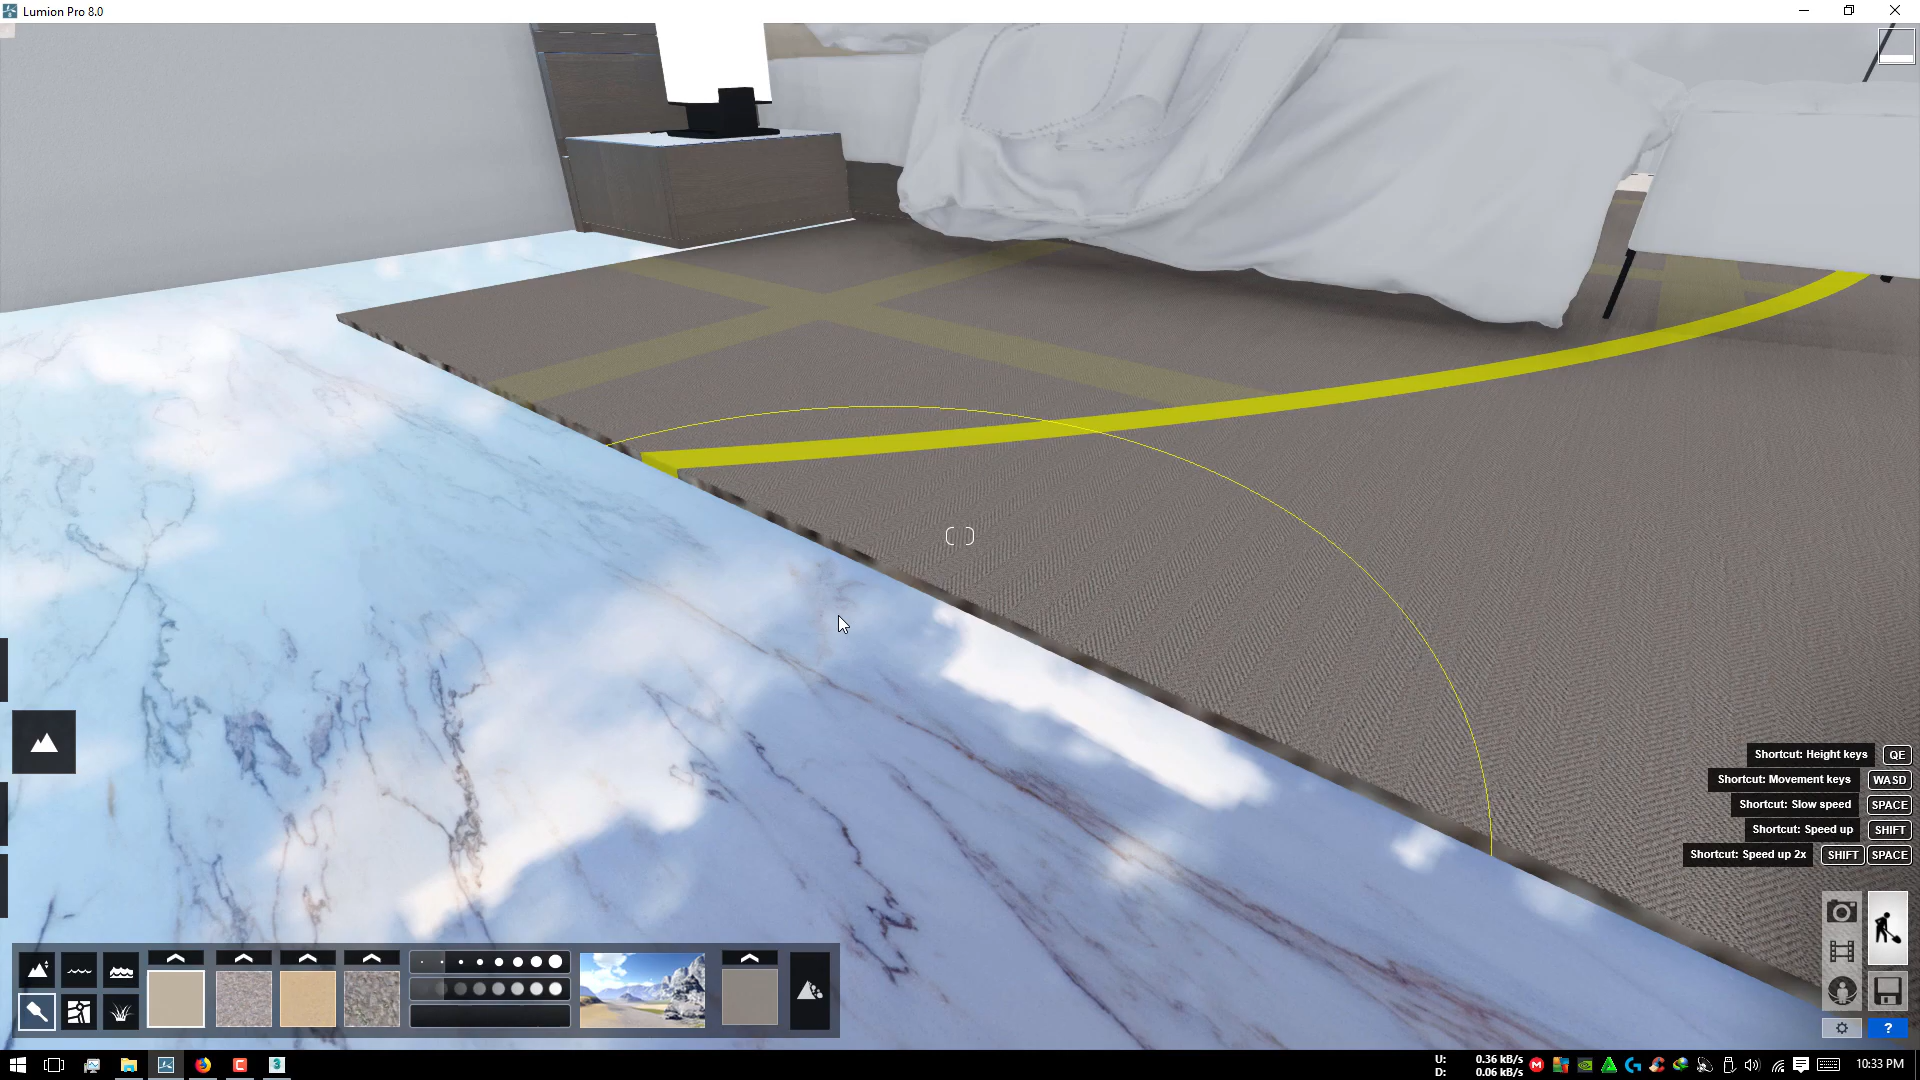 Lumion Pro 8.0
Shortcut: Height keys QE
Shortcut: Movement keys WASD
Shortcut: Slow speed SPACE
Shortcut: Speed up SHIFT
Shortcut: Speed up 2x SHIFT SPACE
?
U: 0.36 kB/s
D: 0.06 kB/s
10:33 PM